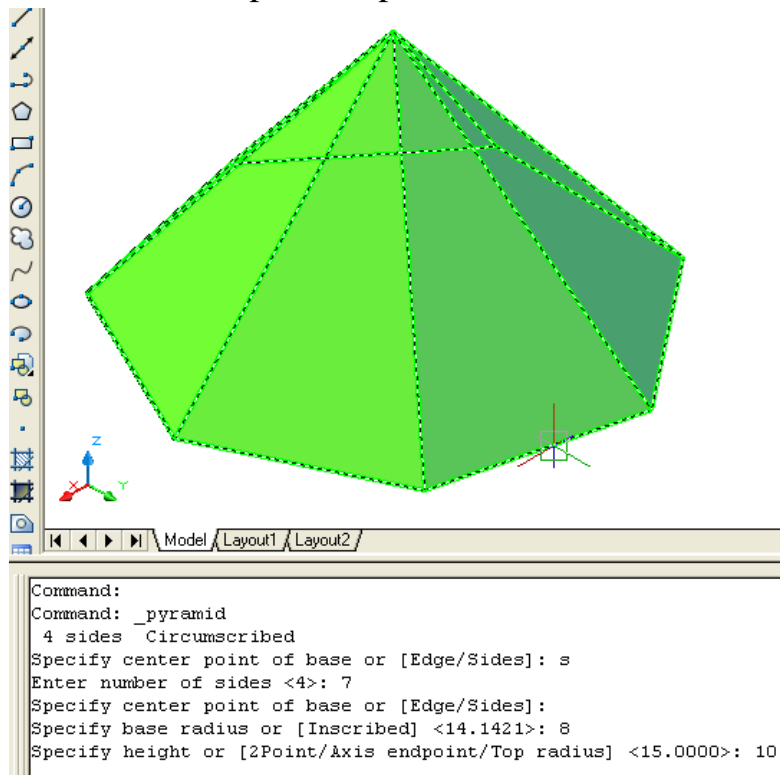 Z
X
Y
Model Layout1 Layout2
Command:
Command: _pyramid
4 sides Circumscribed
Specify center point of base or [Edge/Sides]: s
Enter number of sides <4>: 7
Specify center point of base or [Edge/Sides]:
Specify base radius or [Inscribed] <14.1421>: 8
Specify height or [2Point/Axis endpoint/Top radius] <15.0000>: 10